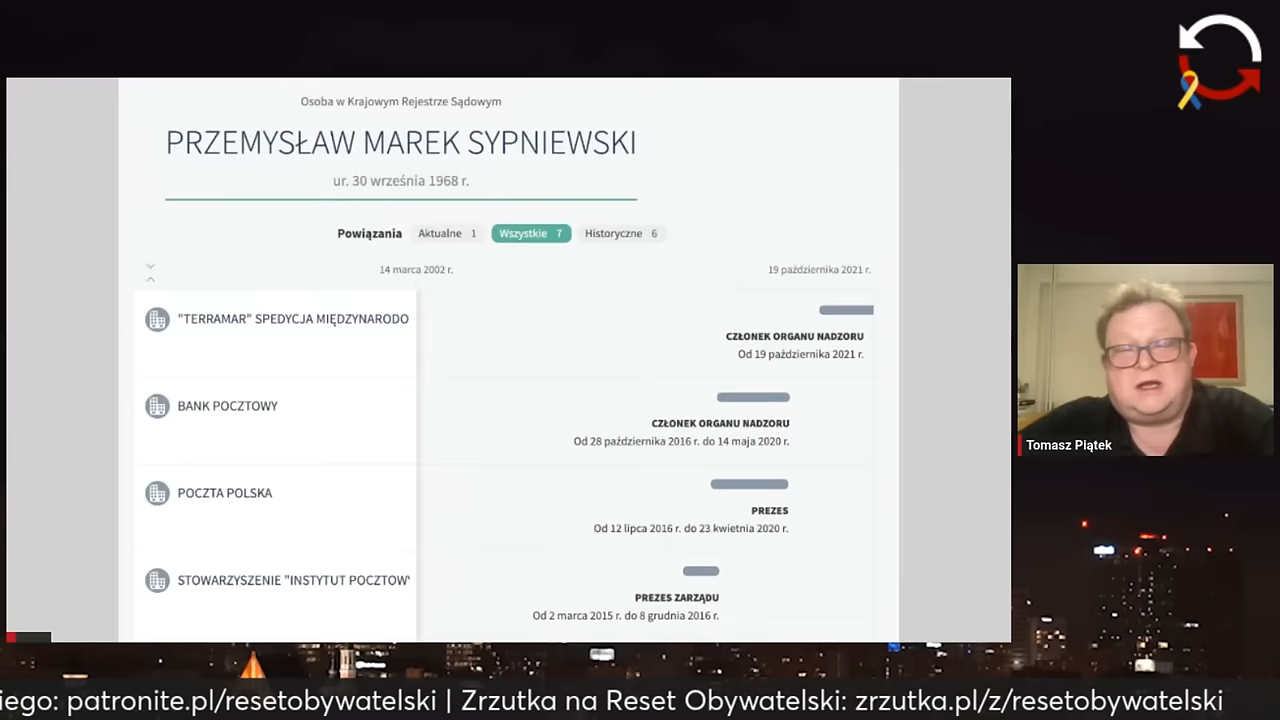 Osoba w Krajowym Rejestrze Sądowym
PRZEMYSŁAW MAREK SYPNIEWSKI
ur. 30 września 1968 r.
Powiązania Aktualne 1 Wszystkie 7 Historyczne 6
14 marca 2002 r. 19 października 2021 r.
"TERRAMAR" SPEDYCJA MIĘDZYNARODO
CZŁONEK ORGANU NADZORU
Od 19 października 2021 r.
BANK POCZTOWY
CZŁONEK ORGANU NADZORU
Od 28 października 2016 r. do 14 maja 2020 r.
POCZTA POLSKA
PREZES
Od 12 lipca 2016 r. do 23 kwietnia 2020 r.
STOWARZYSZENIE "INSTYTUT POCZTOW
PREZES ZARZĄDU
Od 2 marca 2015 r. do 8 grudnia 2016 r.
Tomasz Piątek
iego: patronite.pl/resetobywatelski | Zrzutka na Reset Obywatelski: zrzutka.pl/z/resetobywatelski